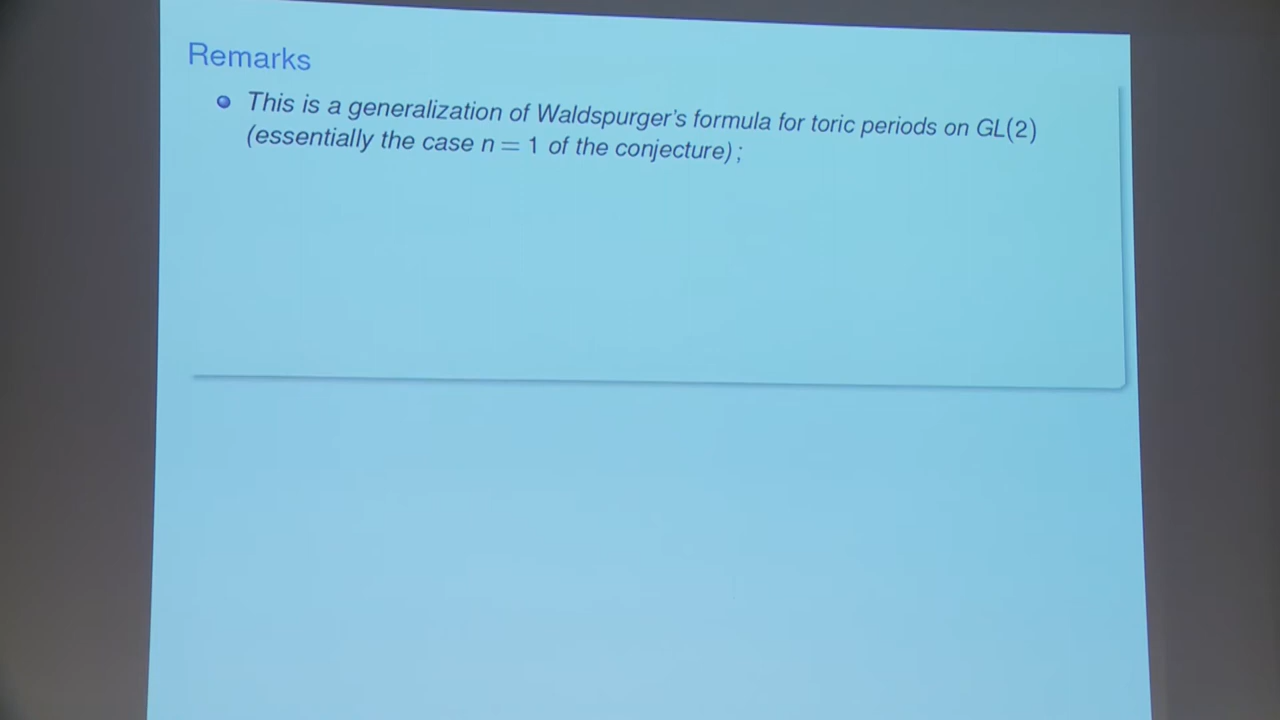 Remarks
This is a generalization of Waldspurger's formula for toric periods on GL(2)
(essentially the case n = 1 of the conjecture) ;